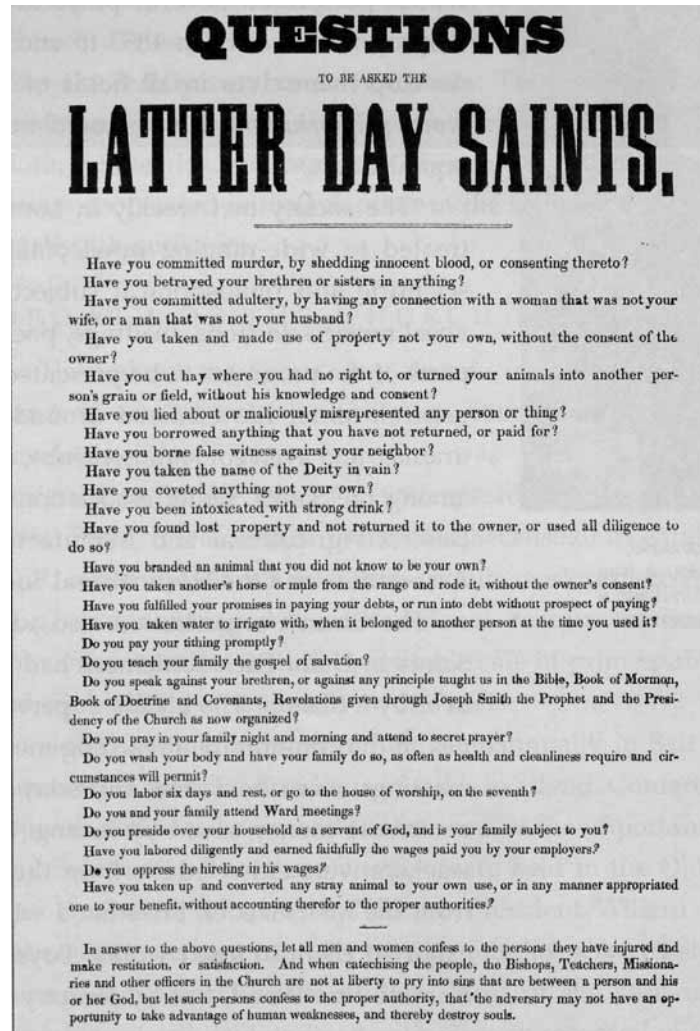 QUESTIONS
TO BE ASKED THE
LATTER DAY SAINTS.
Have you committed murder, by shedding innocent blood, or consenting thereto?
Have you betrayed your brethren or sisters in anything?
Have you committed adultery, by having any connection with a woman that was not your
wife, or a man that was not your husband?
Have you taken and made use of property not your own, without the consent of the
owner?
Have you cut hay where you had no right to, or turned your animals into another per-
son's grain or field, without his knowledge and consent?
Have you lied about or maliciously misrepresented any person or thing?
Have you borrowed anything that you have not returned, or paid for?
Have you borne false witness against your neighbor?
Have you taken the name of the Deity in vain?
Have you coveted anything not your own?
Have you been intoxicated with strong drink?
Have you found lost property and not returned it to the owner, or used all diligence to
do so?
Have you branded an animal that you did not know to be your own?
Have you taken another's horse or mule from the range and rode it, without the owner's consent?
Have you fulfilled your promises in paying your debts, or run into debt without prospect of paying?
Have you taken water to irrigate with, when it belonged to another person at the time you used it?
Do you pay your tithing promptly?
Do you teach your family the gospel of salvation?
Do you speak against your brethren, or against any principle taught us in the Bible, Book of Mormon,
Book of Doctrine and Covenants, Revelations given through Joseph Smith the Prophet and the Presi-
dency of the Church as now organized?
Do you pray in your family night and morning and attend to secret prayer?
Do you wash your body and have your family do so, as often as health and cleanliness require and cir-
cumstances will permit?
Do you labor six days and rest, or go to the house of worship, on the seventh?
Do you and your family attend Ward meetings?
Do you preside over your household as a servant of God, and is your family subject to you?
Have you labored diligently and earned faithfully the wages paid you by your employers?
Do you oppress the hireling in his wages?
Have you taken up and converted any stray animal to your own use, or in any manner appropriated
one to your benefit, without accounting therefor to the proper authorities?
In answer to the above questions, let all men and women confess to the persons they have injured and
make restitution, or satisfaction. And when catechising the people, the Bishops, Teachers, Missiona-
ries and other officers in the Church are not at liberty to pry into sins that are between a person and his
or her God, but let such persons confess to the proper authority, that the adversary may not have an op-
portunity to take advantage of human weaknesses, and thereby destroy souls.